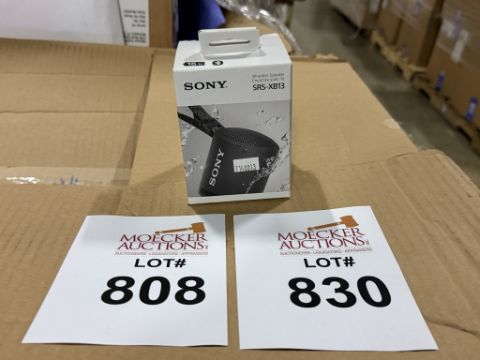 SONY
Wireless Speaker
SRS-XB13
SONY
MOECKER
AUCTIONS
AUCTIONEERS · LIQUIDATORS · APPRAISERS
LOT#
808
MOECKER
AUCTIONS
AUCTIONEERS · LIQUIDATORS · APPRAISERS
LOT#
830